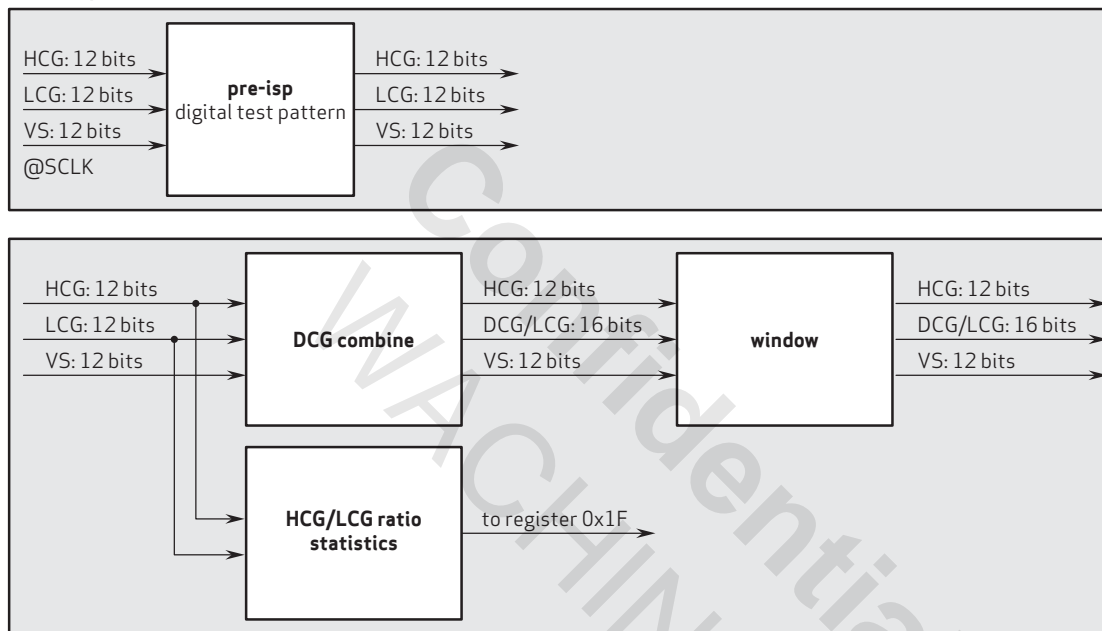 HCG: 12 bits
LCG: 12 bits
VS: 12 bits
@SCLK
pre-isp
digital test pattern
HCG: 12 bits
LCG: 12 bits
VS: 12 bits
HCG: 12 bits
LCG: 12 bits
VS: 12 bits
DCG combine
HCG: 12 bits
DCG/LCG: 16 bits
VS: 12 bits
window
HCG: 12 bits
DCG/LCG: 16 bits
VS: 12 bits
HCG/LCG ratio
statistics
to register 0x1F
Confidential